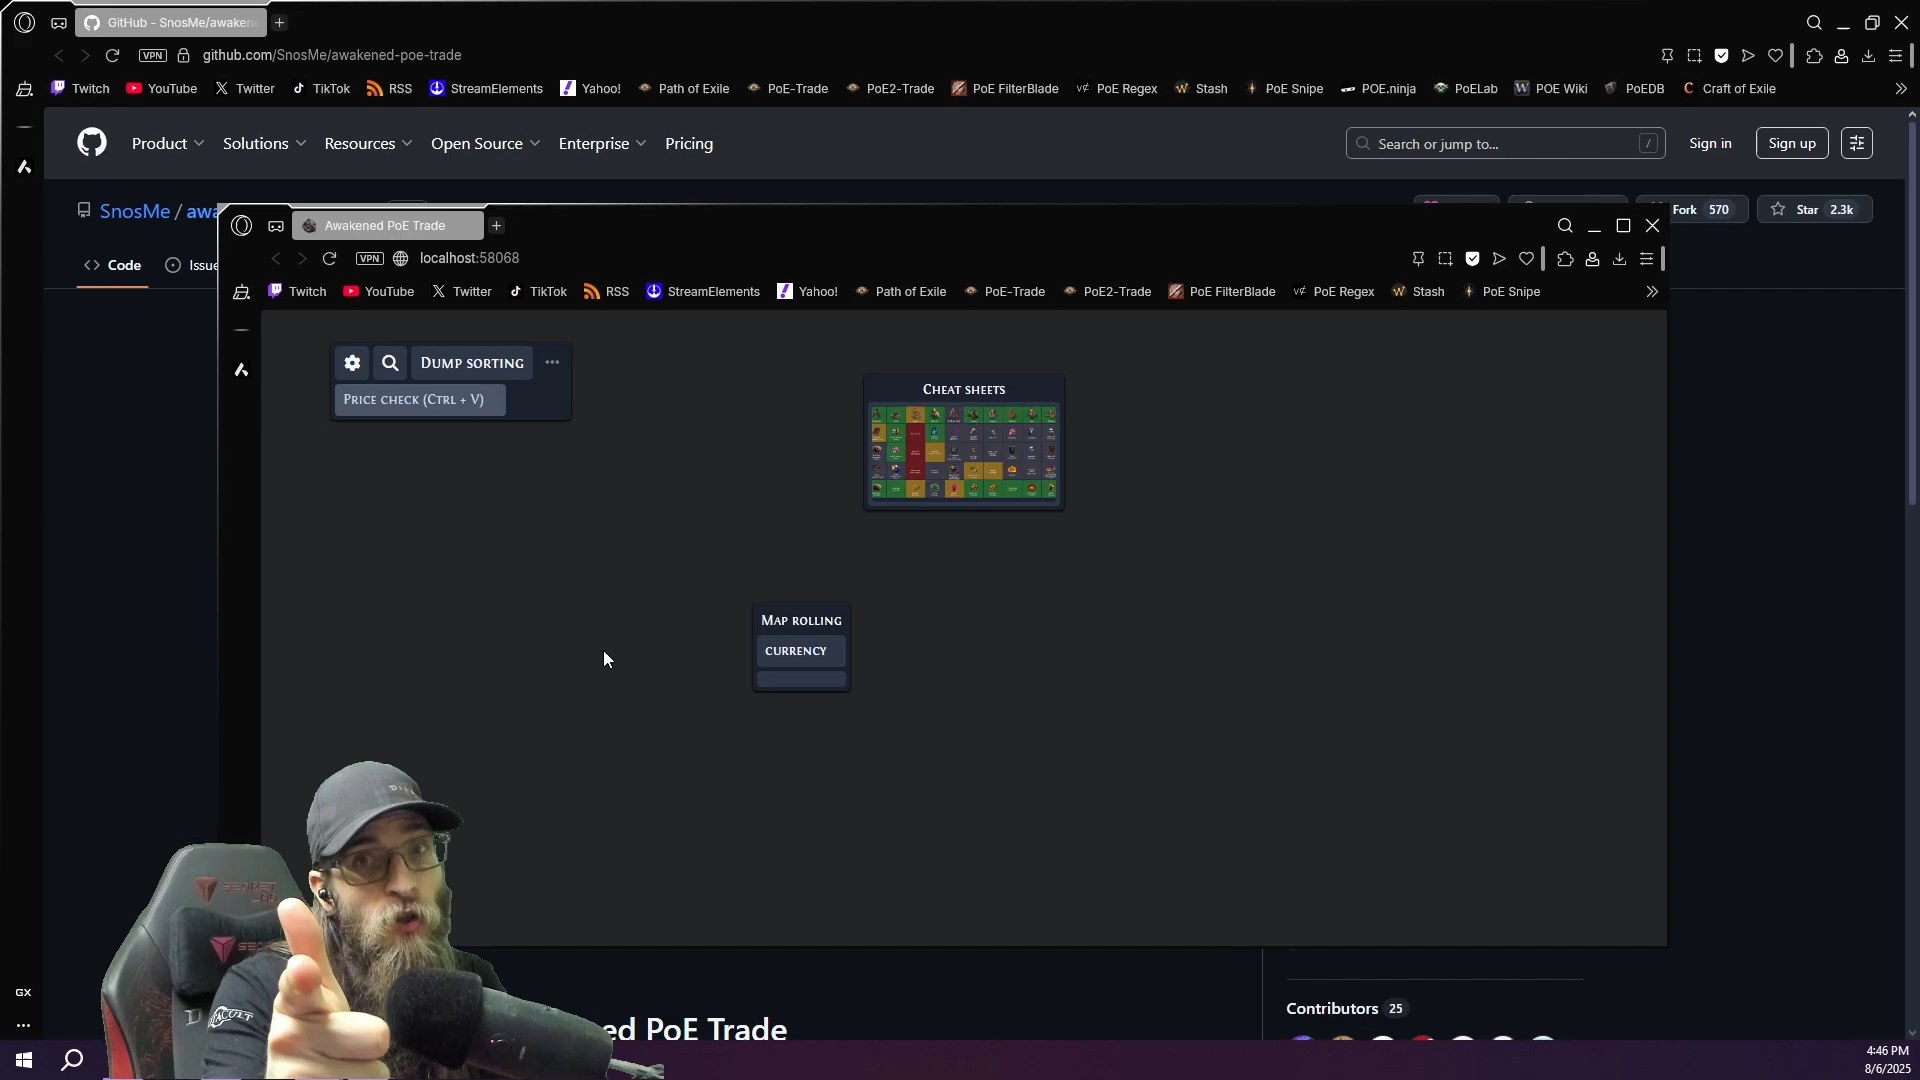 GitHub - SnosMe/awaken
VPN github.com/SnosMe/awakened-poe-trade
Twitch YouTube Twitter TikTok RSS StreamElements Yahoo! Path of Exile PoE-Trade PoE2-Trade PoE FilterBlade PoE Regex Stash PoE Snipe POE.ninja PoELab POE Wiki PoEDB Craft of Exile
Product Solutions Resources Open Source Enterprise Pricing Search or jump to... / Sign in Sign up
SnosMe / awa Fork 570 Star 2.3k
Code Issue
Awakened PoE Trade
VPN localhost:58068
Twitch YouTube Twitter TikTok RSS StreamElements Yahoo! Path of Exile PoE-Trade PoE2-Trade PoE FilterBlade PoE Regex Stash PoE Snipe
Dump sorting
Price check (Ctrl + V)
Cheat sheets
Map rolling
currency
GX
Contributors 25
ed PoE Trade
4:46 PM
8/6/2025